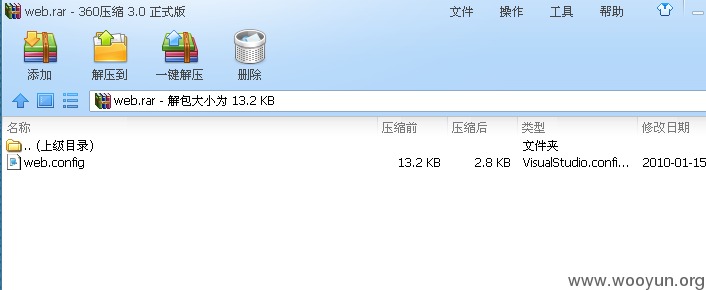 web.rar - 360压缩 3.0 正式版 文件 操作 工具 帮助
添加 解压到 一键解压 删除
web.rar - 解包大小为 13.2 KB
名称 压缩前 压缩后 类型 修改日期
.. (上级目录) 文件夹
web.config 13.2 KB 2.8 KB VisualStudio.confi... 2010-01-15
www.wooyun.org